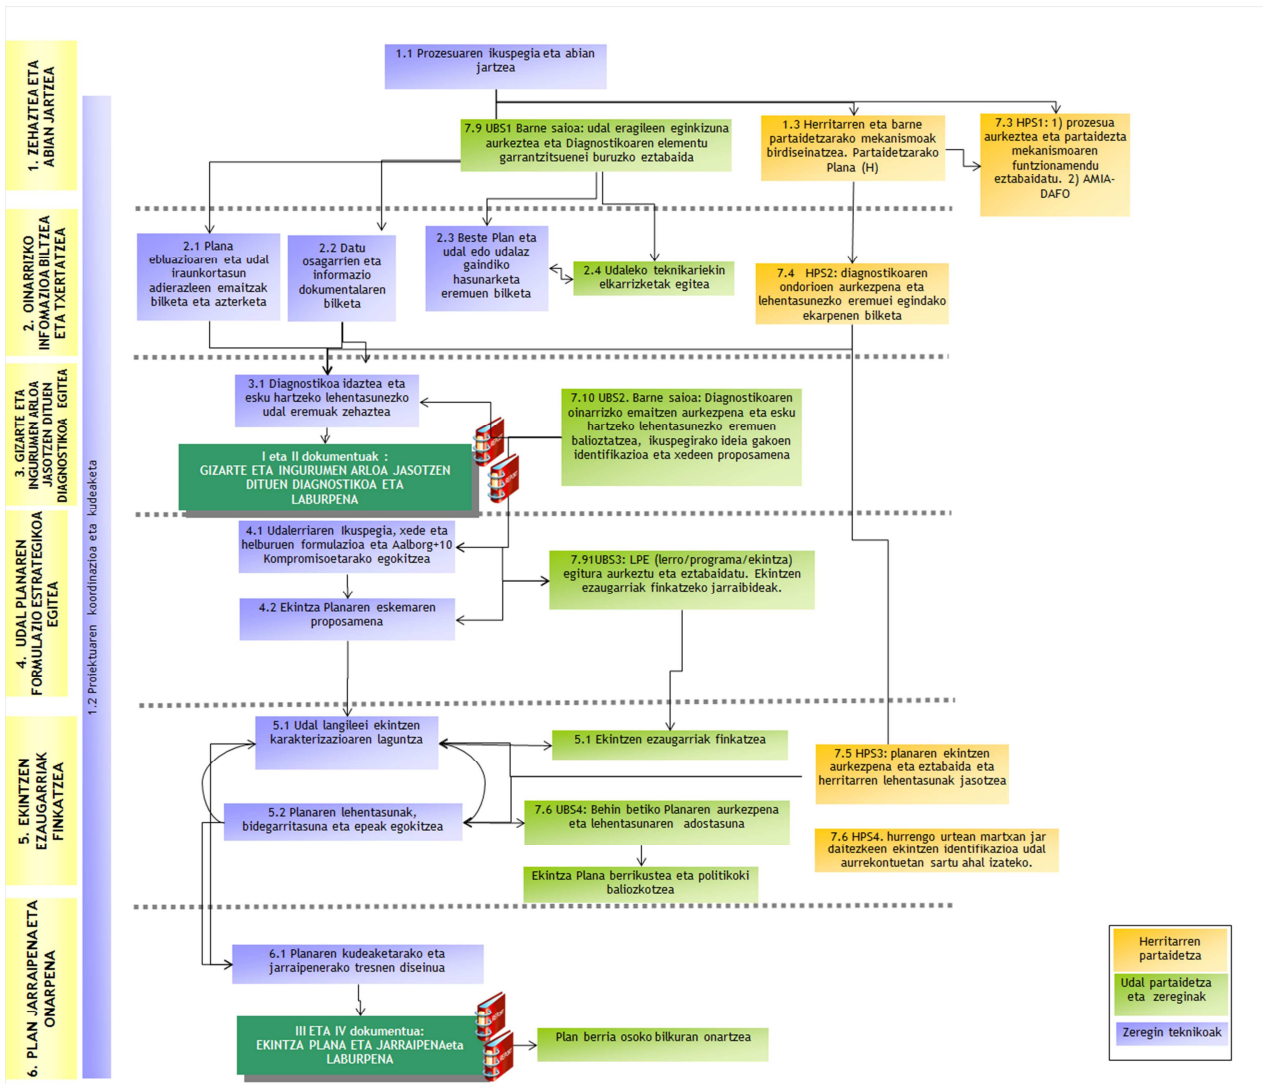 1. ZEHAZTEA ETA
ABIAN JARTZEA
1.1 Prozesuaren ikuspegia eta abian
jartzea
7.9 UBS1 Barne saioa: udal eragileen eginkizuna
aurkeztea eta Diagnostikoaren elementu
garrantzitsuenei buruzko eztabaida
1.3 Herritarren eta barne
partaidetzarako mekanismoak
birdiseinatzea. Partaidetzarako
Plana (H)
7.3 HPS1: 1) prozesua
aurkeztea eta partaidezta
mekanismoaren
funtzionamendu
eztabaidatu. 2) AMIA-
DAFO
1.2 Proiektuaren koordinazioa eta kudeaketa
2. OINARRIZKO
INFOMAZIOA BILTZEA
ETA TXERTATZEA
2.1 Plana
ebluazioaren eta udal
iraunkortasun
adierazleen emaitzak
bilketa eta azterketa
2.2 Datu
osagarrien eta
informazio
dokumentalaren
bilketa
2.3 Beste Plan eta
udal edo udalaz
gaindiko
hasunarketa
eremuen bilketa
2.4 Udaleko teknikariekin
elkarrizketak egitea
7.4 HPS2: diagnostikoaren
ondorioen aurkezpena eta
lehentasunezko eremuei egindako
ekarpenen bilketa
3. GIZARTE ETA
INGURUMEN ARLOA
JASOTZEN DITUEN
DIAGNOSTIKOA EGITEA
3.1 Diagnostikoa idaztea eta
esku hartzeko lehentasunezko
udal eremuak zehaztea
7.10 UBS2. Barne saioa: Diagnostikoaren
oinarrizko emaitzen aurkezpena eta esku
hartzeko lehentasunezko eremuen
balioztatzea, ikuspegirako ideia gakoen
identifikazioa eta xedeen proposamena
I eta II dokumentuak :
GIZARTE ETA INGURUMEN ARLOA JASOTZEN
DITUEN DIAGNOSTIKOA ETA
LABURPENA
4. UDAL PLANAREN
FORMULAZIO ESTRATEGIKOA
EGITEA
4.1 Udalerriaren Ikuspegia, xede eta
helburuen formulazioa eta Aalborg+10
Kompromisoetarako egokitzea
7.91UBS3: LPE (lerro/programa/ekintza)
egitura aurkeztu eta eztabaidatu. Ekintzen
ezaugarriak finkatzeko jarraibideak.
4.2 Ekintza Planaren eskemaren
proposamena
5. EKINTZEN
EZAUGARRIAK
FINKATZEA
5.1 Udal langileei ekintzen
karakterizazioaren laguntza
5.1 Ekintzen ezaugarriak finkatzea
7.5 HPS3: planaren ekintzen
aurkezpena eta eztabaida eta
herritarren lehentasunak jasotzea
5.2 Planaren lehentasunak,
bidegarritasuna eta epeak egokitzea
7.6 UBS4: Behin betiko Planaren aurkezpena
eta lehentasunaren adostasuna
7.6 HPS4. hurrengo urtean martxan jar
daitezkeen ekintzen identifikazioa udal
aurrekontuetan sartu ahal izateko.
Ekintza Plana berrikustea eta politikoki
baliozkotzea
6. PLAN JARRAIPENA ETA
ONARPENA
6.1 Planaren kudeaketarako eta
jarraipenerako tresnen diseinua
III ETA IV dokumentua:
EKINTZA PLANA ETA JARRAIPENAeta
LABURPENA
Plan berria osoko bilkuran onartzea
Herritarren
partaidetza
Udal partaidetza
eta zereginak
Zeregin teknikoak